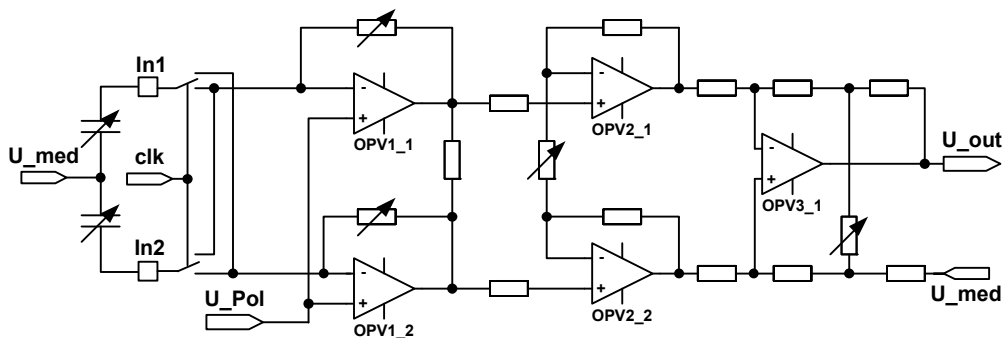 In1
U_med
clk
In2
U_Pol
OPV1_1
OPV1_2
OPV2_1
OPV2_2
OPV3_1
U_out
U_med
-
+
-
+
-
+
-
+
-
+